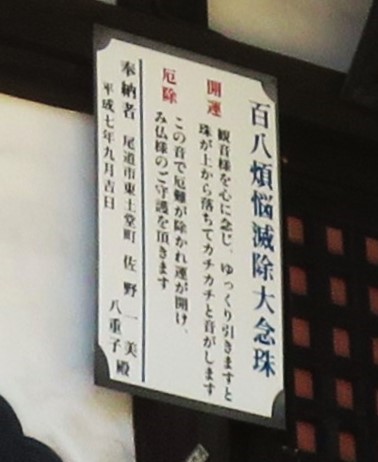 百八煩悩滅除大念珠
開運
観音様を心に念じ、ゆっくり引きますと
珠が上から落ちてカチカチと音がします
厄除
この音で厄難が除かれ運が開け、
み仏様のご守護を頂きます
奉納者 尾道市東土堂町 佐野一美殿
八重子
平成七年九月吉日